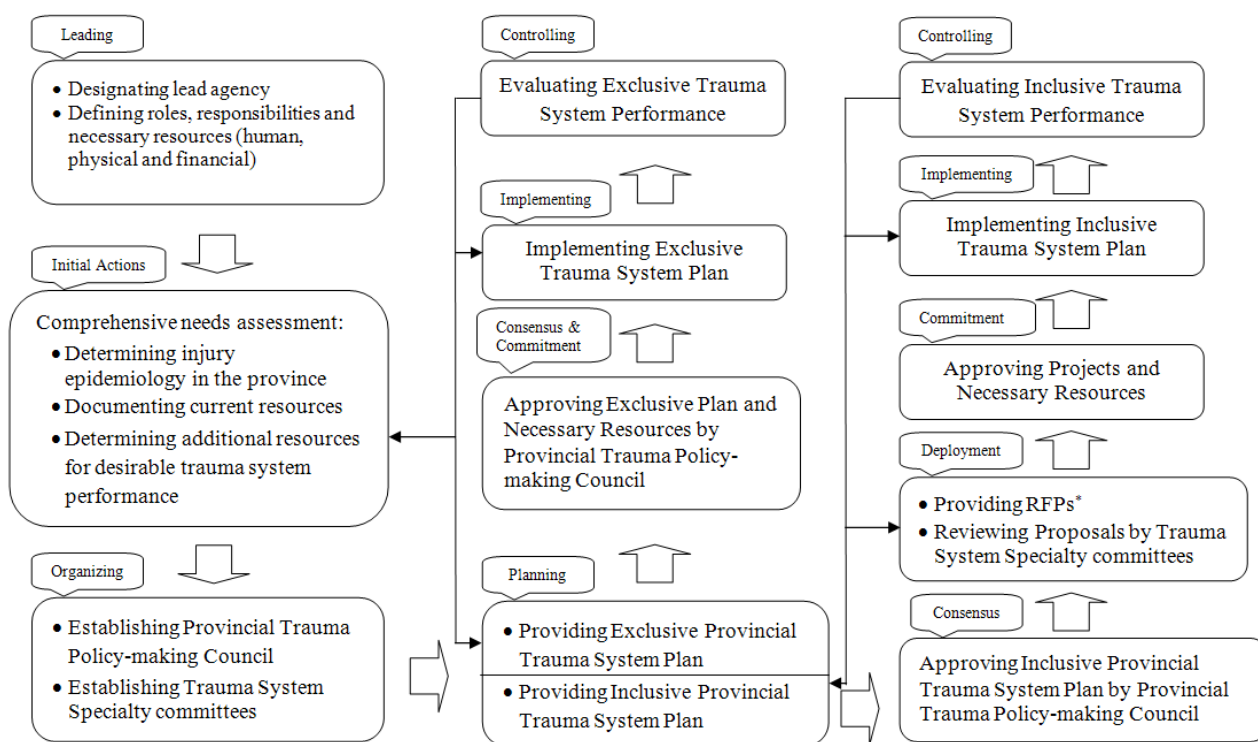 Leading
• Designating lead agency
• Defining roles, responsibilities and
necessary resources (human,
physical and financial)
Initial Actions
Comprehensive needs assessment:
• Determining injury
epidemiology in the province
• Documenting current resources
• Determining additional resources
for desirable trauma system
performance
Organizing
• Establishing Provincial Trauma
Policy-making Council
• Establishing Trauma System
Specialty committees
Controlling
Evaluating Exclusive Trauma
System Performance
Implementing
Implementing Exclusive
Trauma System Plan
Consensus &
Commitment
Approving Exclusive Plan and
Necessary Resources by
Provincial Trauma Policy-
making Council
Planning
• Providing Exclusive Provincial
Trauma System Plan
• Providing Inclusive Provincial
Trauma System Plan
Controlling
Evaluating Inclusive Trauma
System Performance
Implementing
Implementing Inclusive
Trauma System Plan
Commitment
Approving Projects and
Necessary Resources
Deployment
• Providing RFPs*
• Reviewing Proposals by Trauma
System Specialty committees
Consensus
Approving Inclusive Provincial
Trauma System Plan by Provincial
Trauma Policy-making Council